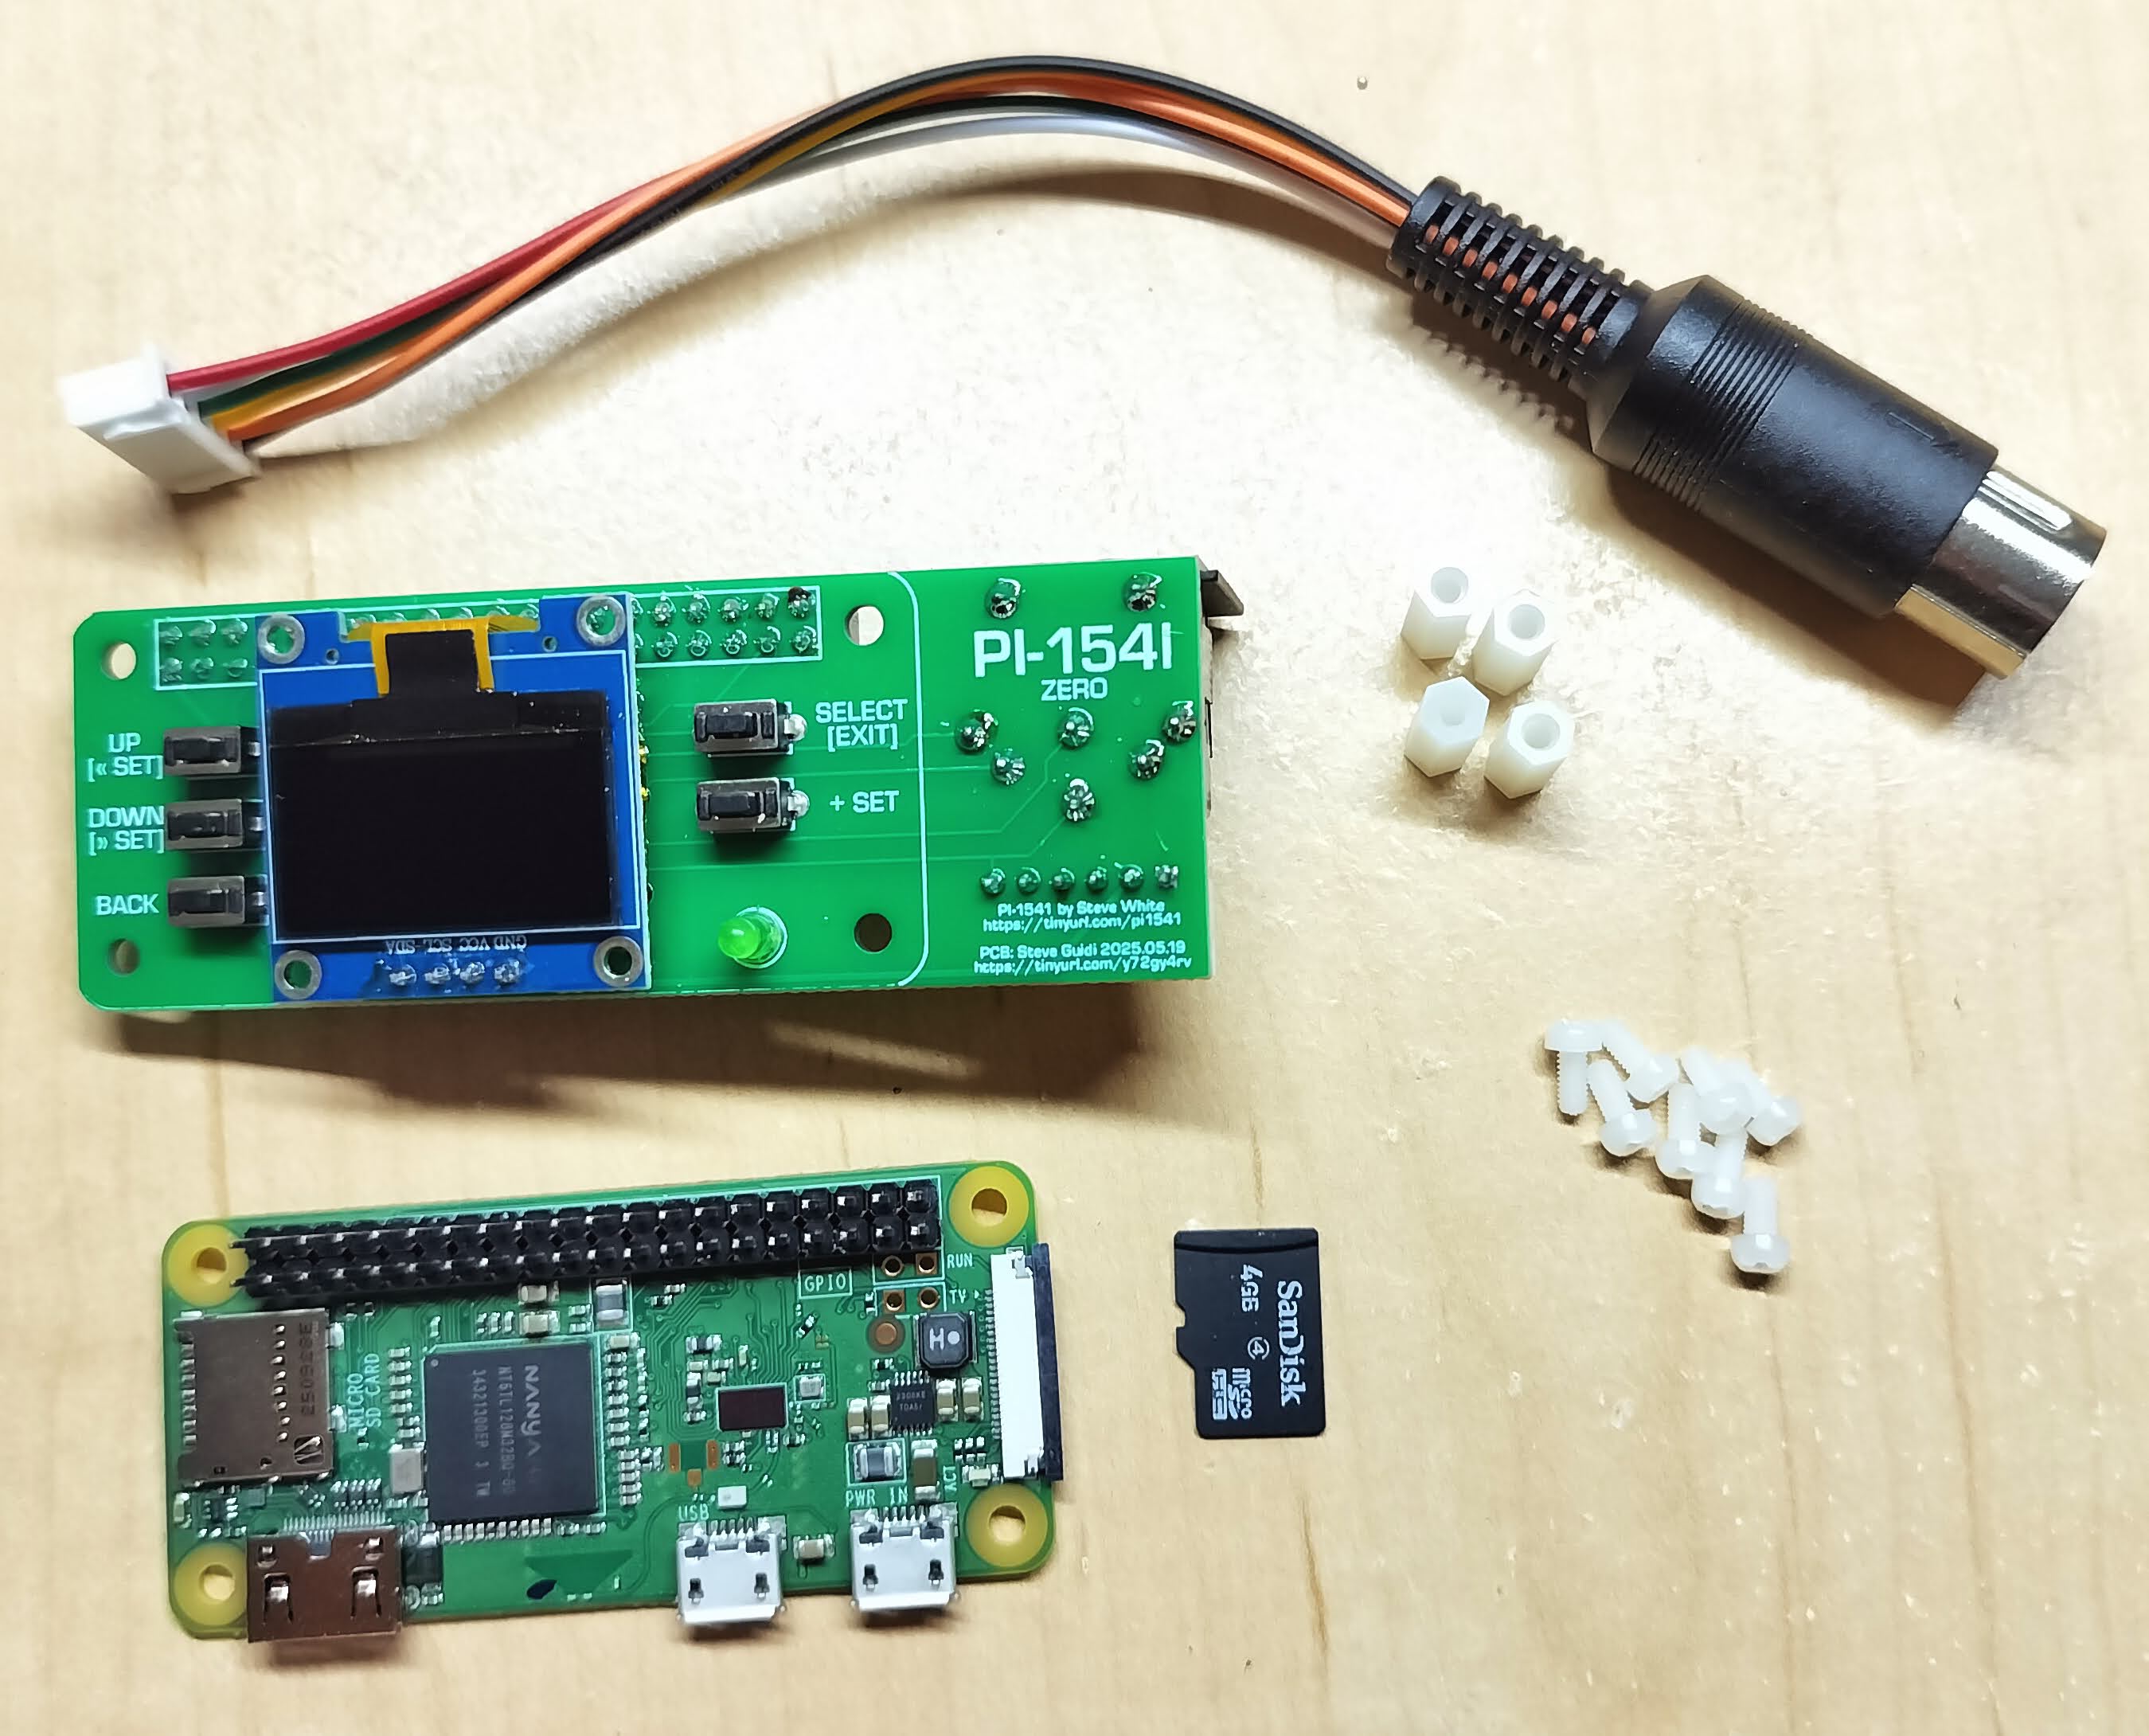 PI-1541
ZERO
UP
[« SET]
DOWN
[» SET]
BACK
SELECT
[EXIT]
+ SET
GND VCC SCL SDA
PI-1541 by Steve White
https://tinyurl.com/pi1541
PCB: Steve Guidi 2025.05.19
https://tinyurl.com/y72gy4rv
GPIO
RUN
TV
MICRO
SD CARD
NANYA
USB
PWR IN
ACT
SanDisk
4GB
4
micro